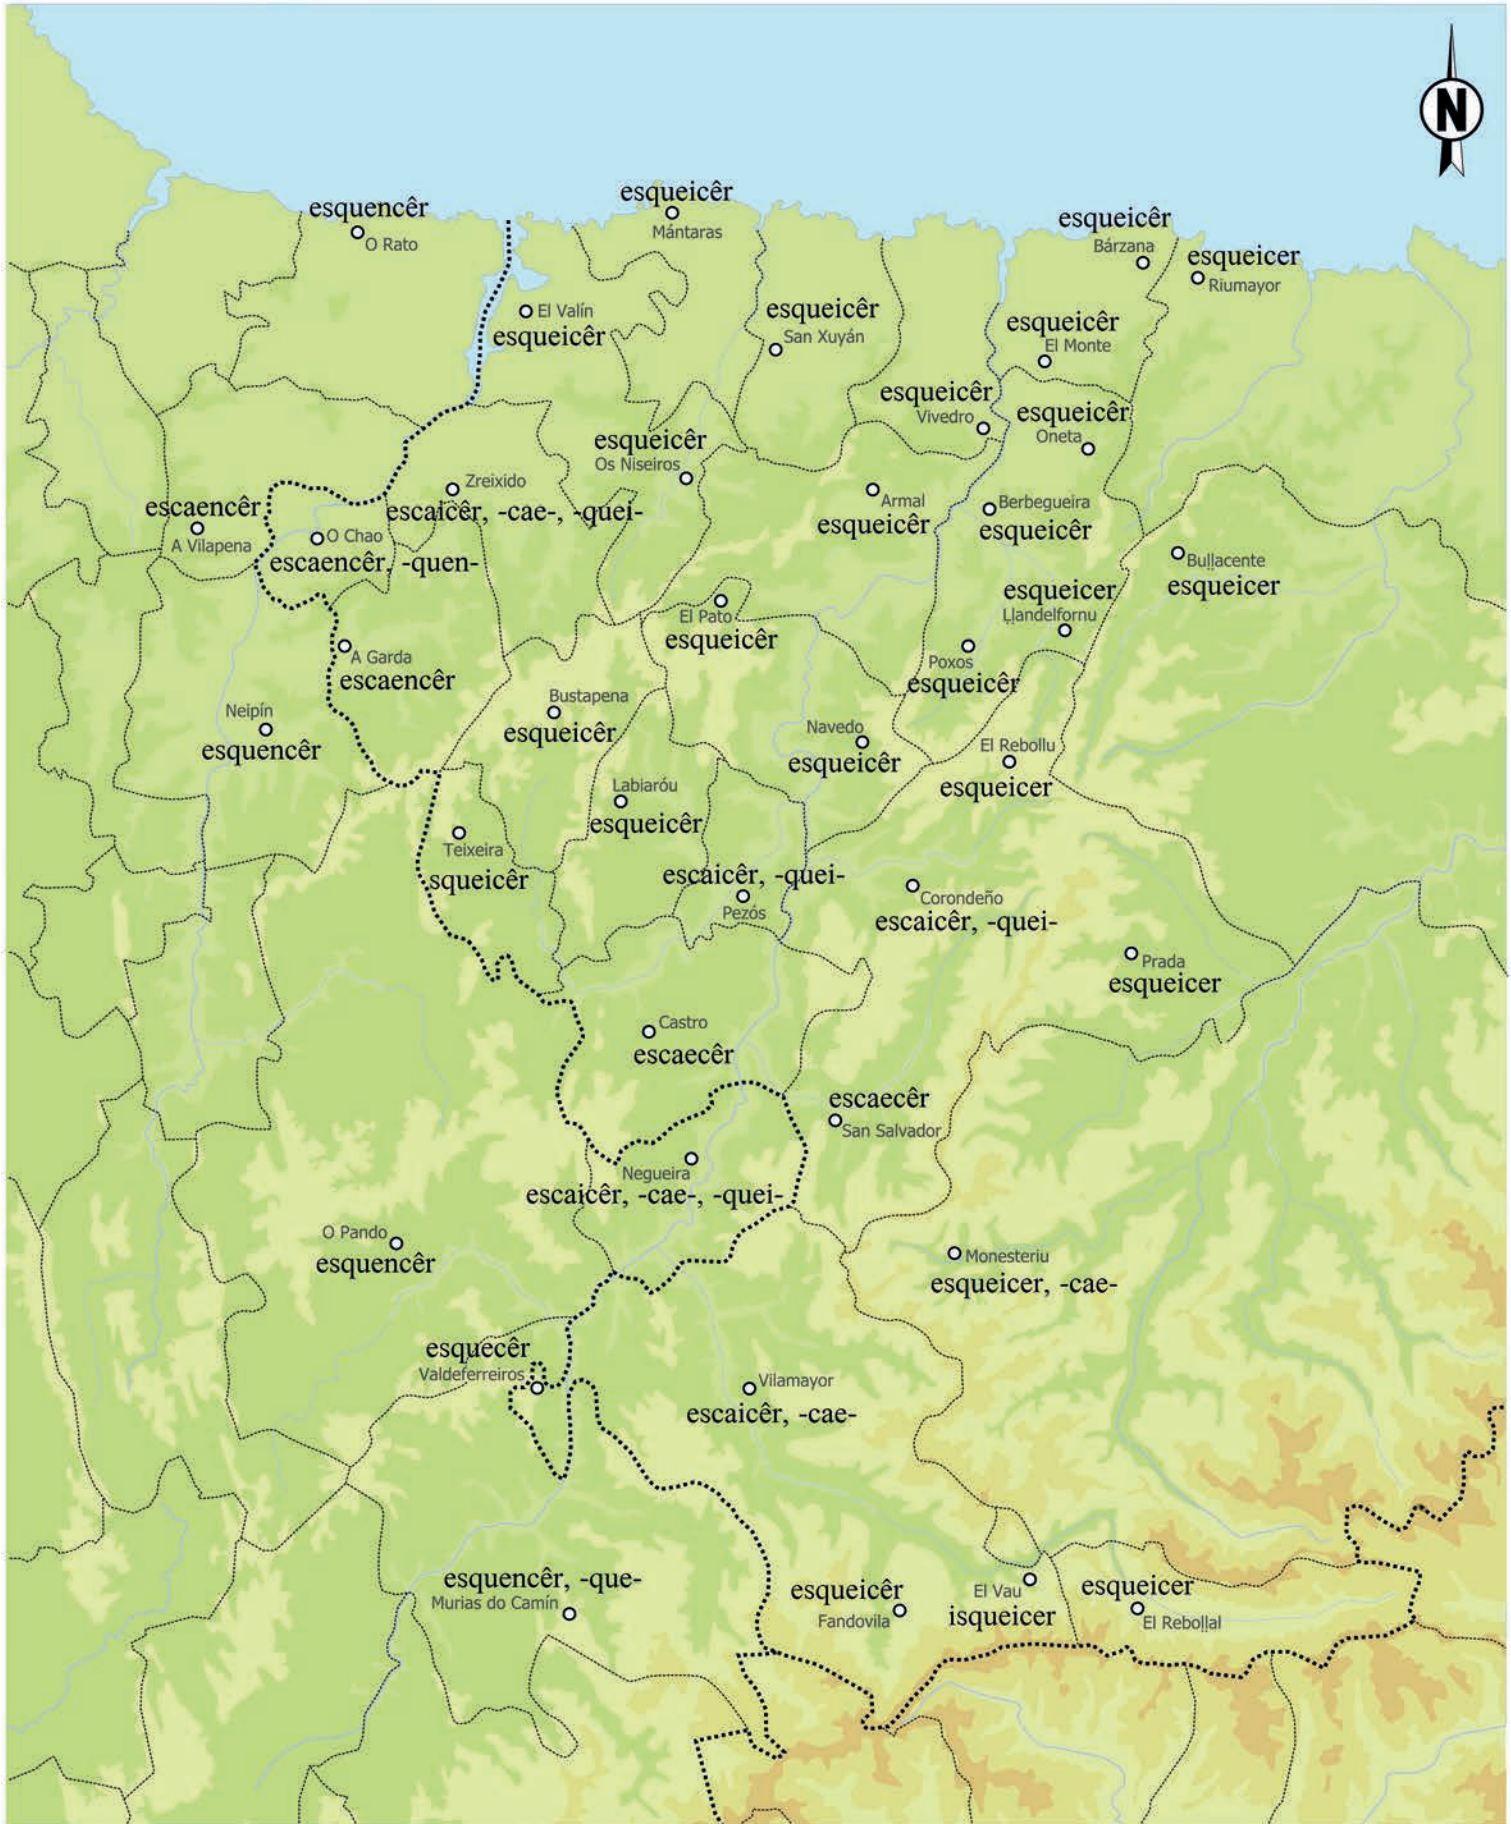 N
esqueicêr
Mántaras
esquencêr
O Rato
esqueicêr
Bárzana
esqueicer
Riumayor
El Valín
esqueicêr
esqueicêr
San Xuyán
esqueicêr
El Monte
esqueicêr
Vivedro
esqueicêr
Oneta
esqueicêr
Os Niseiros
Zreixido
escaicêr, -cae-, -quei-
Armal
esqueicêr
Berbegueira
esqueicêr
escaencêr
A Vilapena
O Chao
escaencêr, -quen-
Buḷḷacente
esqueicer
esqueicer
Ḷḷandelfornu
El Pato
esqueicêr
A Garda
escaencêr
Poxos
esqueicêr
Bustapena
esqueicêr
Neipín
esquencêr
Navedo
esqueicêr
El Rebollu
esqueicer
Labiaróu
esqueicêr
Teixeira
squeicêr
escaicêr, -quei-
Pezós
Corondeño
escaicêr, -quei-
Prada
esqueicer
Castro
escaecêr
escaecêr
San Salvador
Negueira
escaicêr, -cae-, -quei-
O Pando
esquencêr
Monesteriu
esqueicer, -cae-
esquecêr
Valdeferreiros
Vilamayor
escaicêr, -cae-
esquencêr, -que-
Murias do Camín
esqueicêr
Fandovila
El Vau
isqueicer
esqueicer
El Reboḷḷal